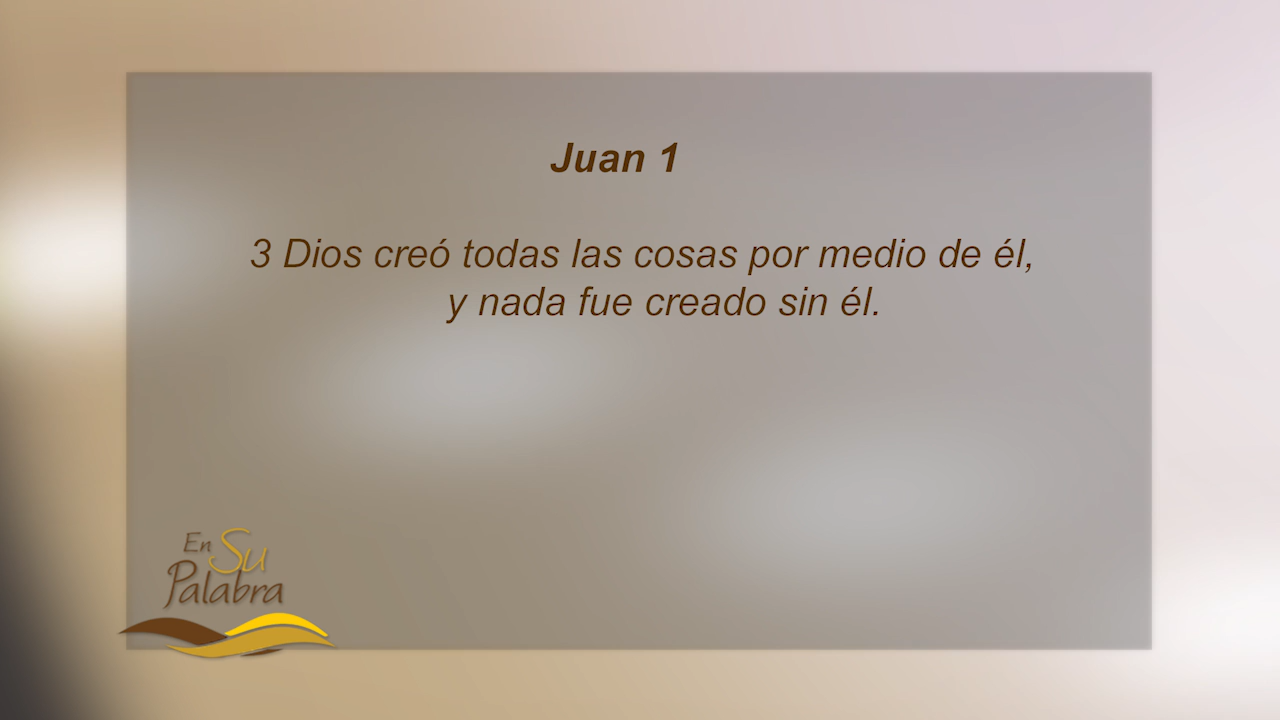 Juan 1
3 Dios creó todas las cosas por medio de él,
y nada fue creado sin él.
En Su
Palabra